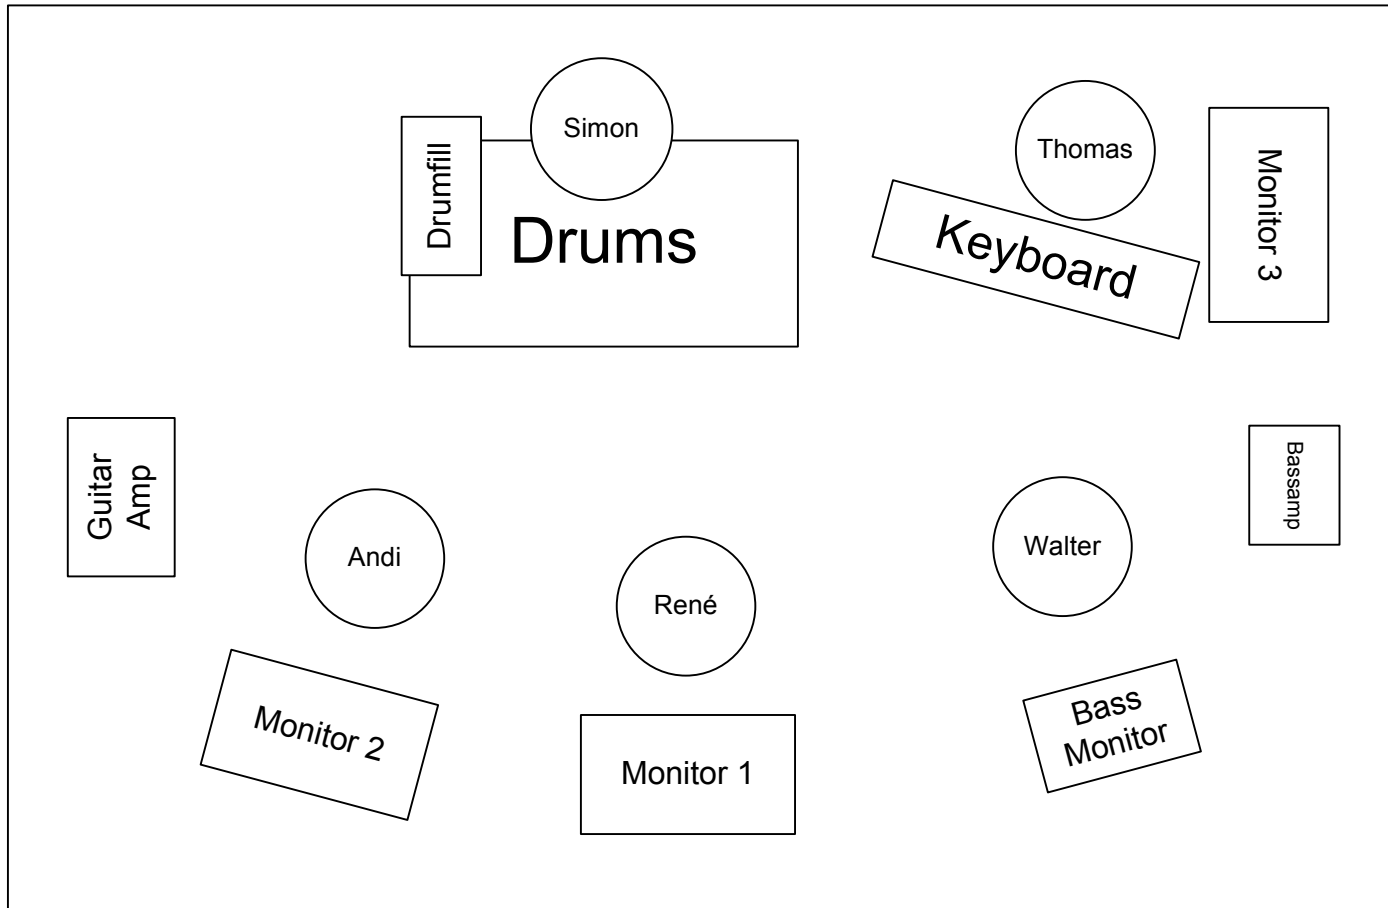 Simon
Thomas
Drumfill
Drums
Keyboard
Monitor 3
Guitar
Amp
Bassamp
Andi
René
Walter
Monitor 2
Monitor 1
Bass
Monitor